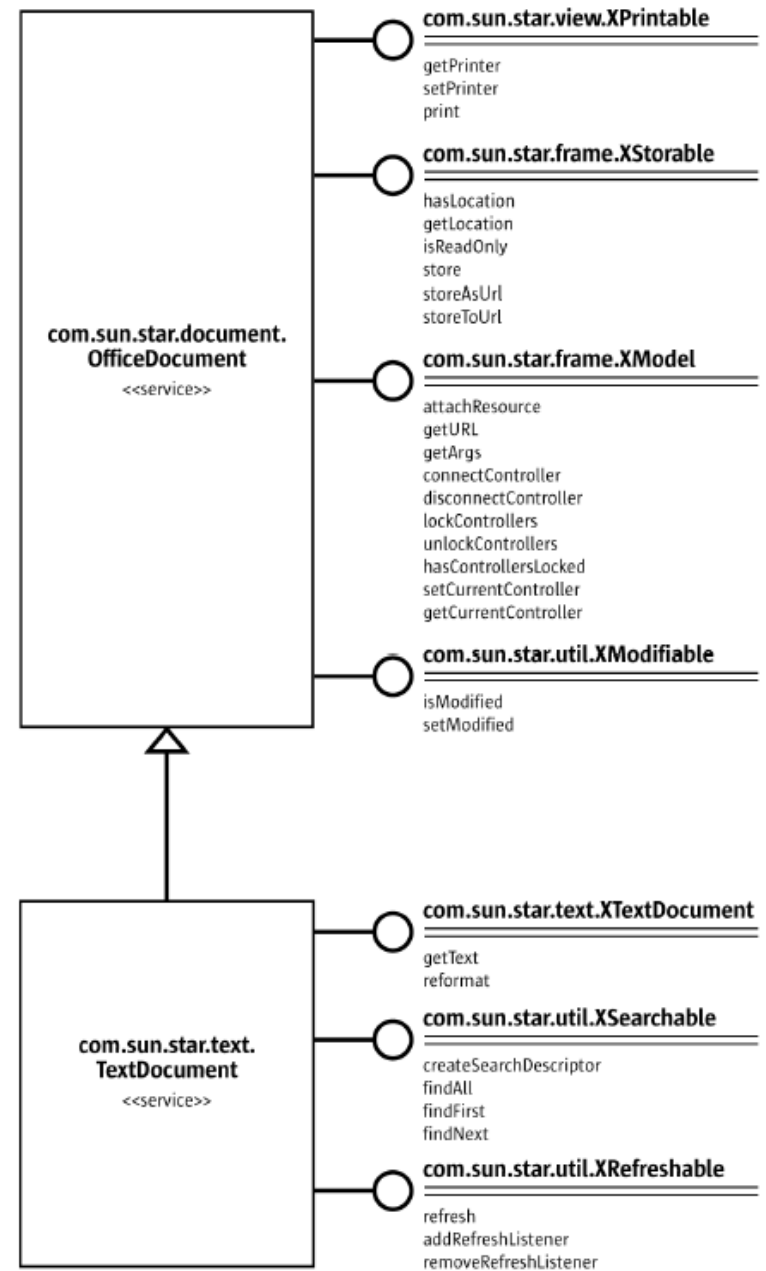 com.sun.star.view.XPrintable
getPrinter
setPrinter
print
com.sun.star.frame.XStorable
hasLocation
getLocation
isReadOnly
store
storeAsUrl
storeToUrl
com.sun.star.document.
OfficeDocument
<<service>>
com.sun.star.frame.XModel
attachResource
getURL
getArgs
connectController
disconnectController
lockControllers
unlockControllers
hasControllersLocked
setCurrentController
getCurrentController
com.sun.star.util.XModifiable
isModified
setModified
com.sun.star.text.XTextDocument
getText
reformat
com.sun.star.text.
TextDocument
<<service>>
com.sun.star.util.XSearchable
createSearchDescriptor
findAll
findFirst
findNext
com.sun.star.util.XRefreshable
refresh
addRefreshListener
removeRefreshListener